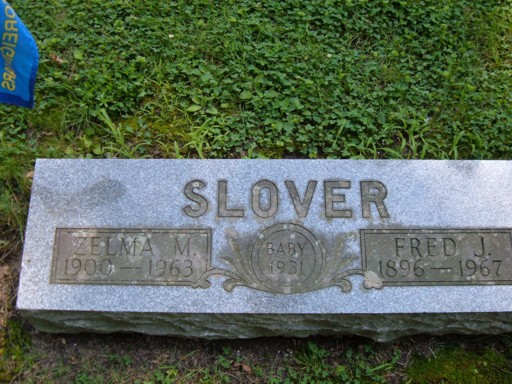 SLOVER
ZELMA M.
1900 — 1963
BABY
1931
FRED J.
1896 — 1967